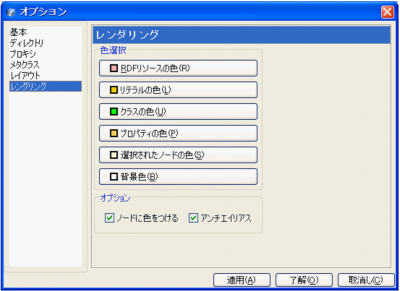 オプション
基本
ディレクトリ
プロキシ
メタクラス
レイアウト
レンダリング
レンダリング
色選択
RDFリソースの色(R)
リテラルの色(L)
クラスの色(U)
プロパティの色(P)
選択されたノードの色(S)
背景色(B)
オプション
ノードに色をつける アンチエイリアス
適用(A) 了解(O) 取消し(C)